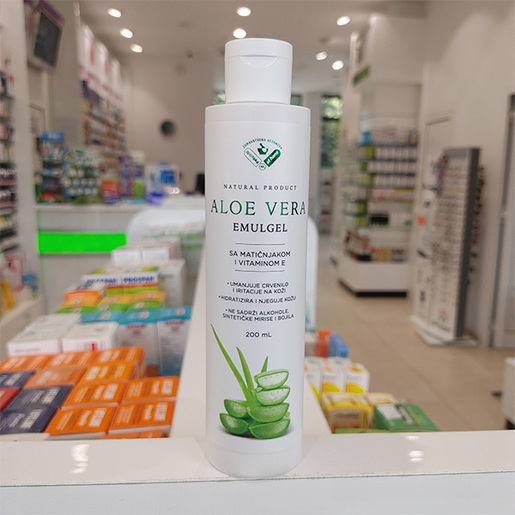 NATURAL PRODUCT
ALOE VERA
EMULGEL
SA MATIČNJAKOM
I VITAMINOM E
• UMANJUJE CRVENILO
I IRITACIJE NA KOŽI
• HIDRATIZIRA I NJEGUJE KOŽU
• NE SADRŽI ALKOHOLE,
SINTETIČKE MIRISE I BOJILA
200 mL